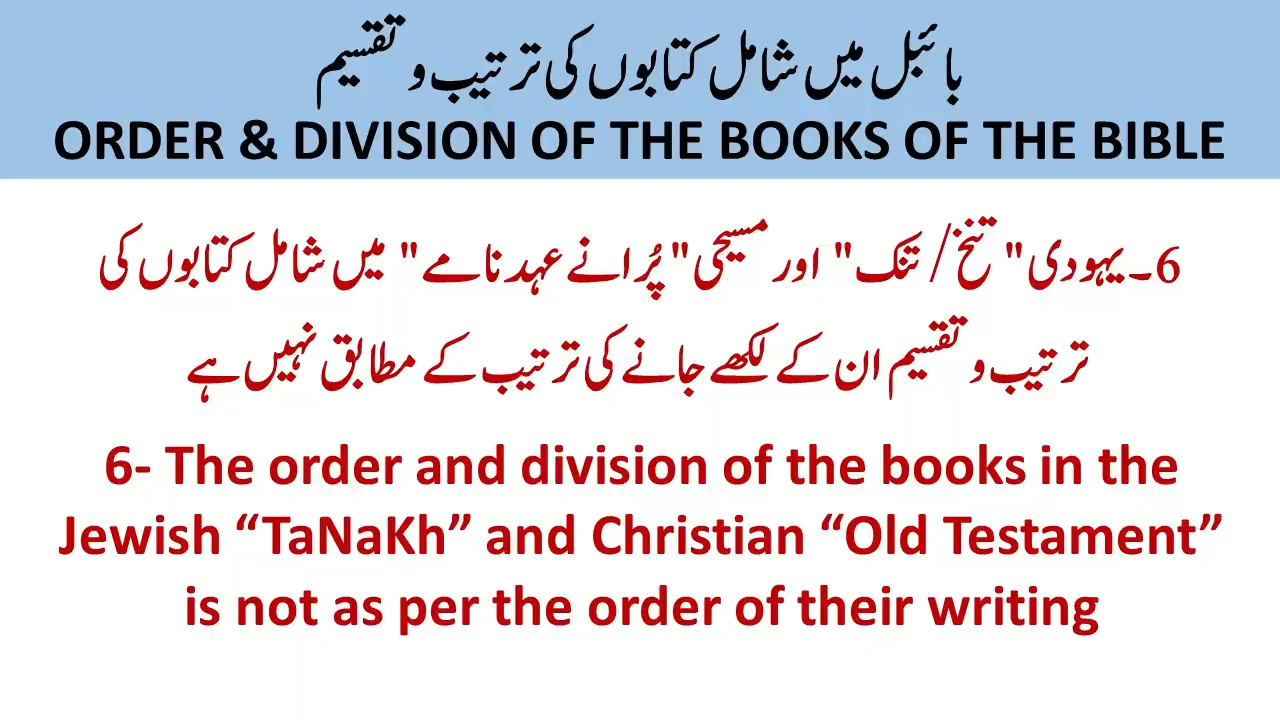 بائبل میں شامل کتابوں کی ترتیب و تقسیم
ORDER & DIVISION OF THE BOOKS OF THE BIBLE
6۔ یہودی "تنخ/ تنک" اور مسیحی "پُرانے عہد نامے" میں شامل کتابوں کی
ترتیب و تقسیم ان کے لکھے جانے کی ترتیب کے مطابق نہیں ہے
6- The order and division of the books in the
Jewish “TaNaKh” and Christian “Old Testament”
is not as per the order of their writing